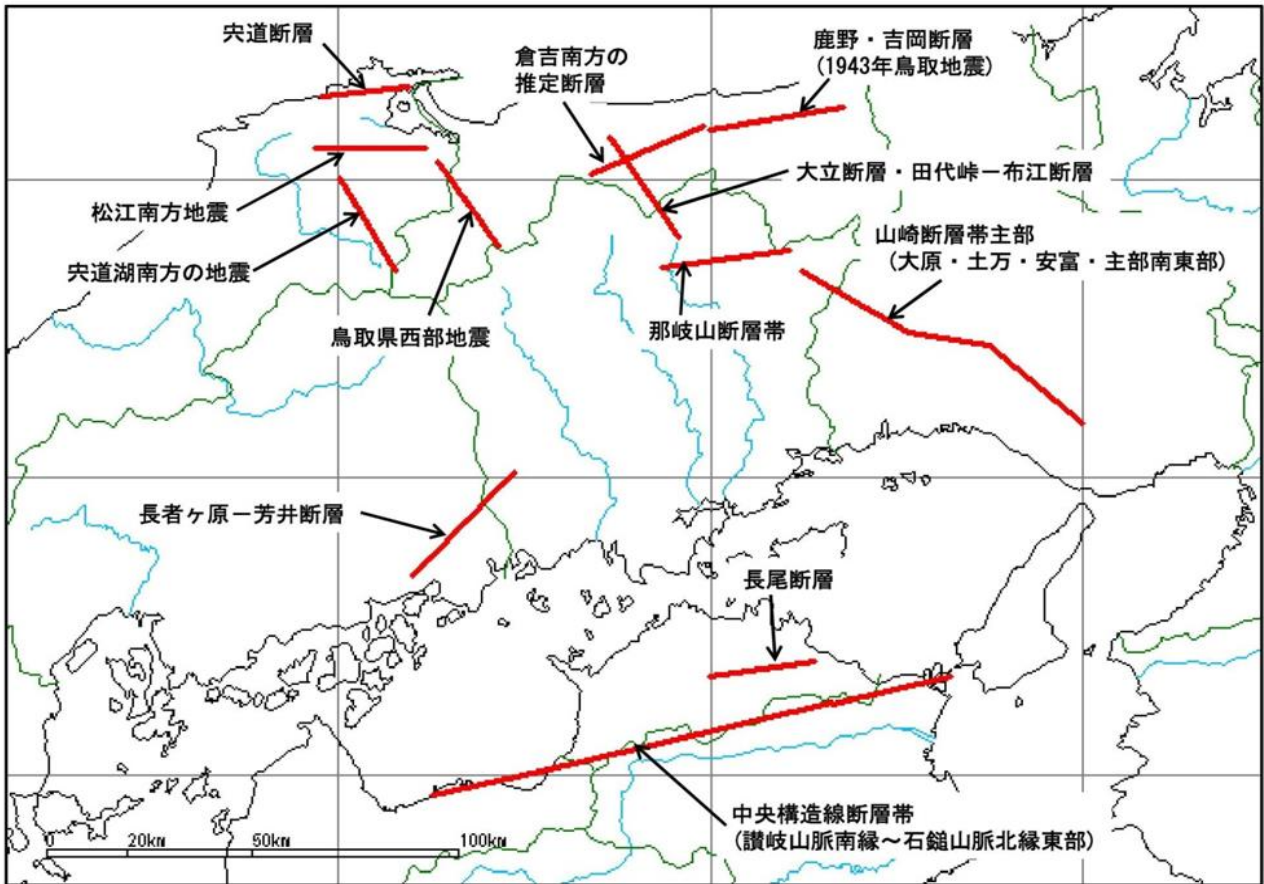 宍道断層
倉吉南方の
推定断層
鹿野・吉岡断層
(1943年鳥取地震)
大立断層・田代峠ー布江断層
松江南方地震
山崎断層帯主部
(大原・土万・安富・主部南東部)
宍道湖南方の地震
鳥取県西部地震
那岐山断層帯
長者ヶ原ー芳井断層
長尾断層
中央構造線断層帯
(讃岐山脈南縁～石鎚山脈北縁東部)
0 20km 50km 100km